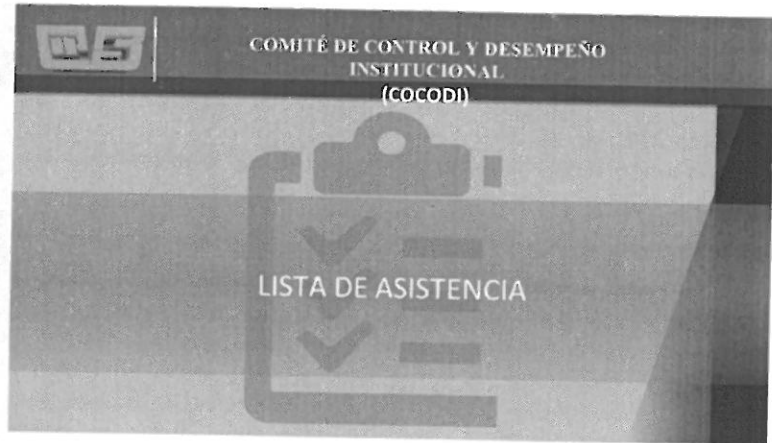 COMITÉ DE CONTROL Y DESEMPEÑO
INSTITUCIONAL
(COCODI)
LISTA DE ASISTENCIA